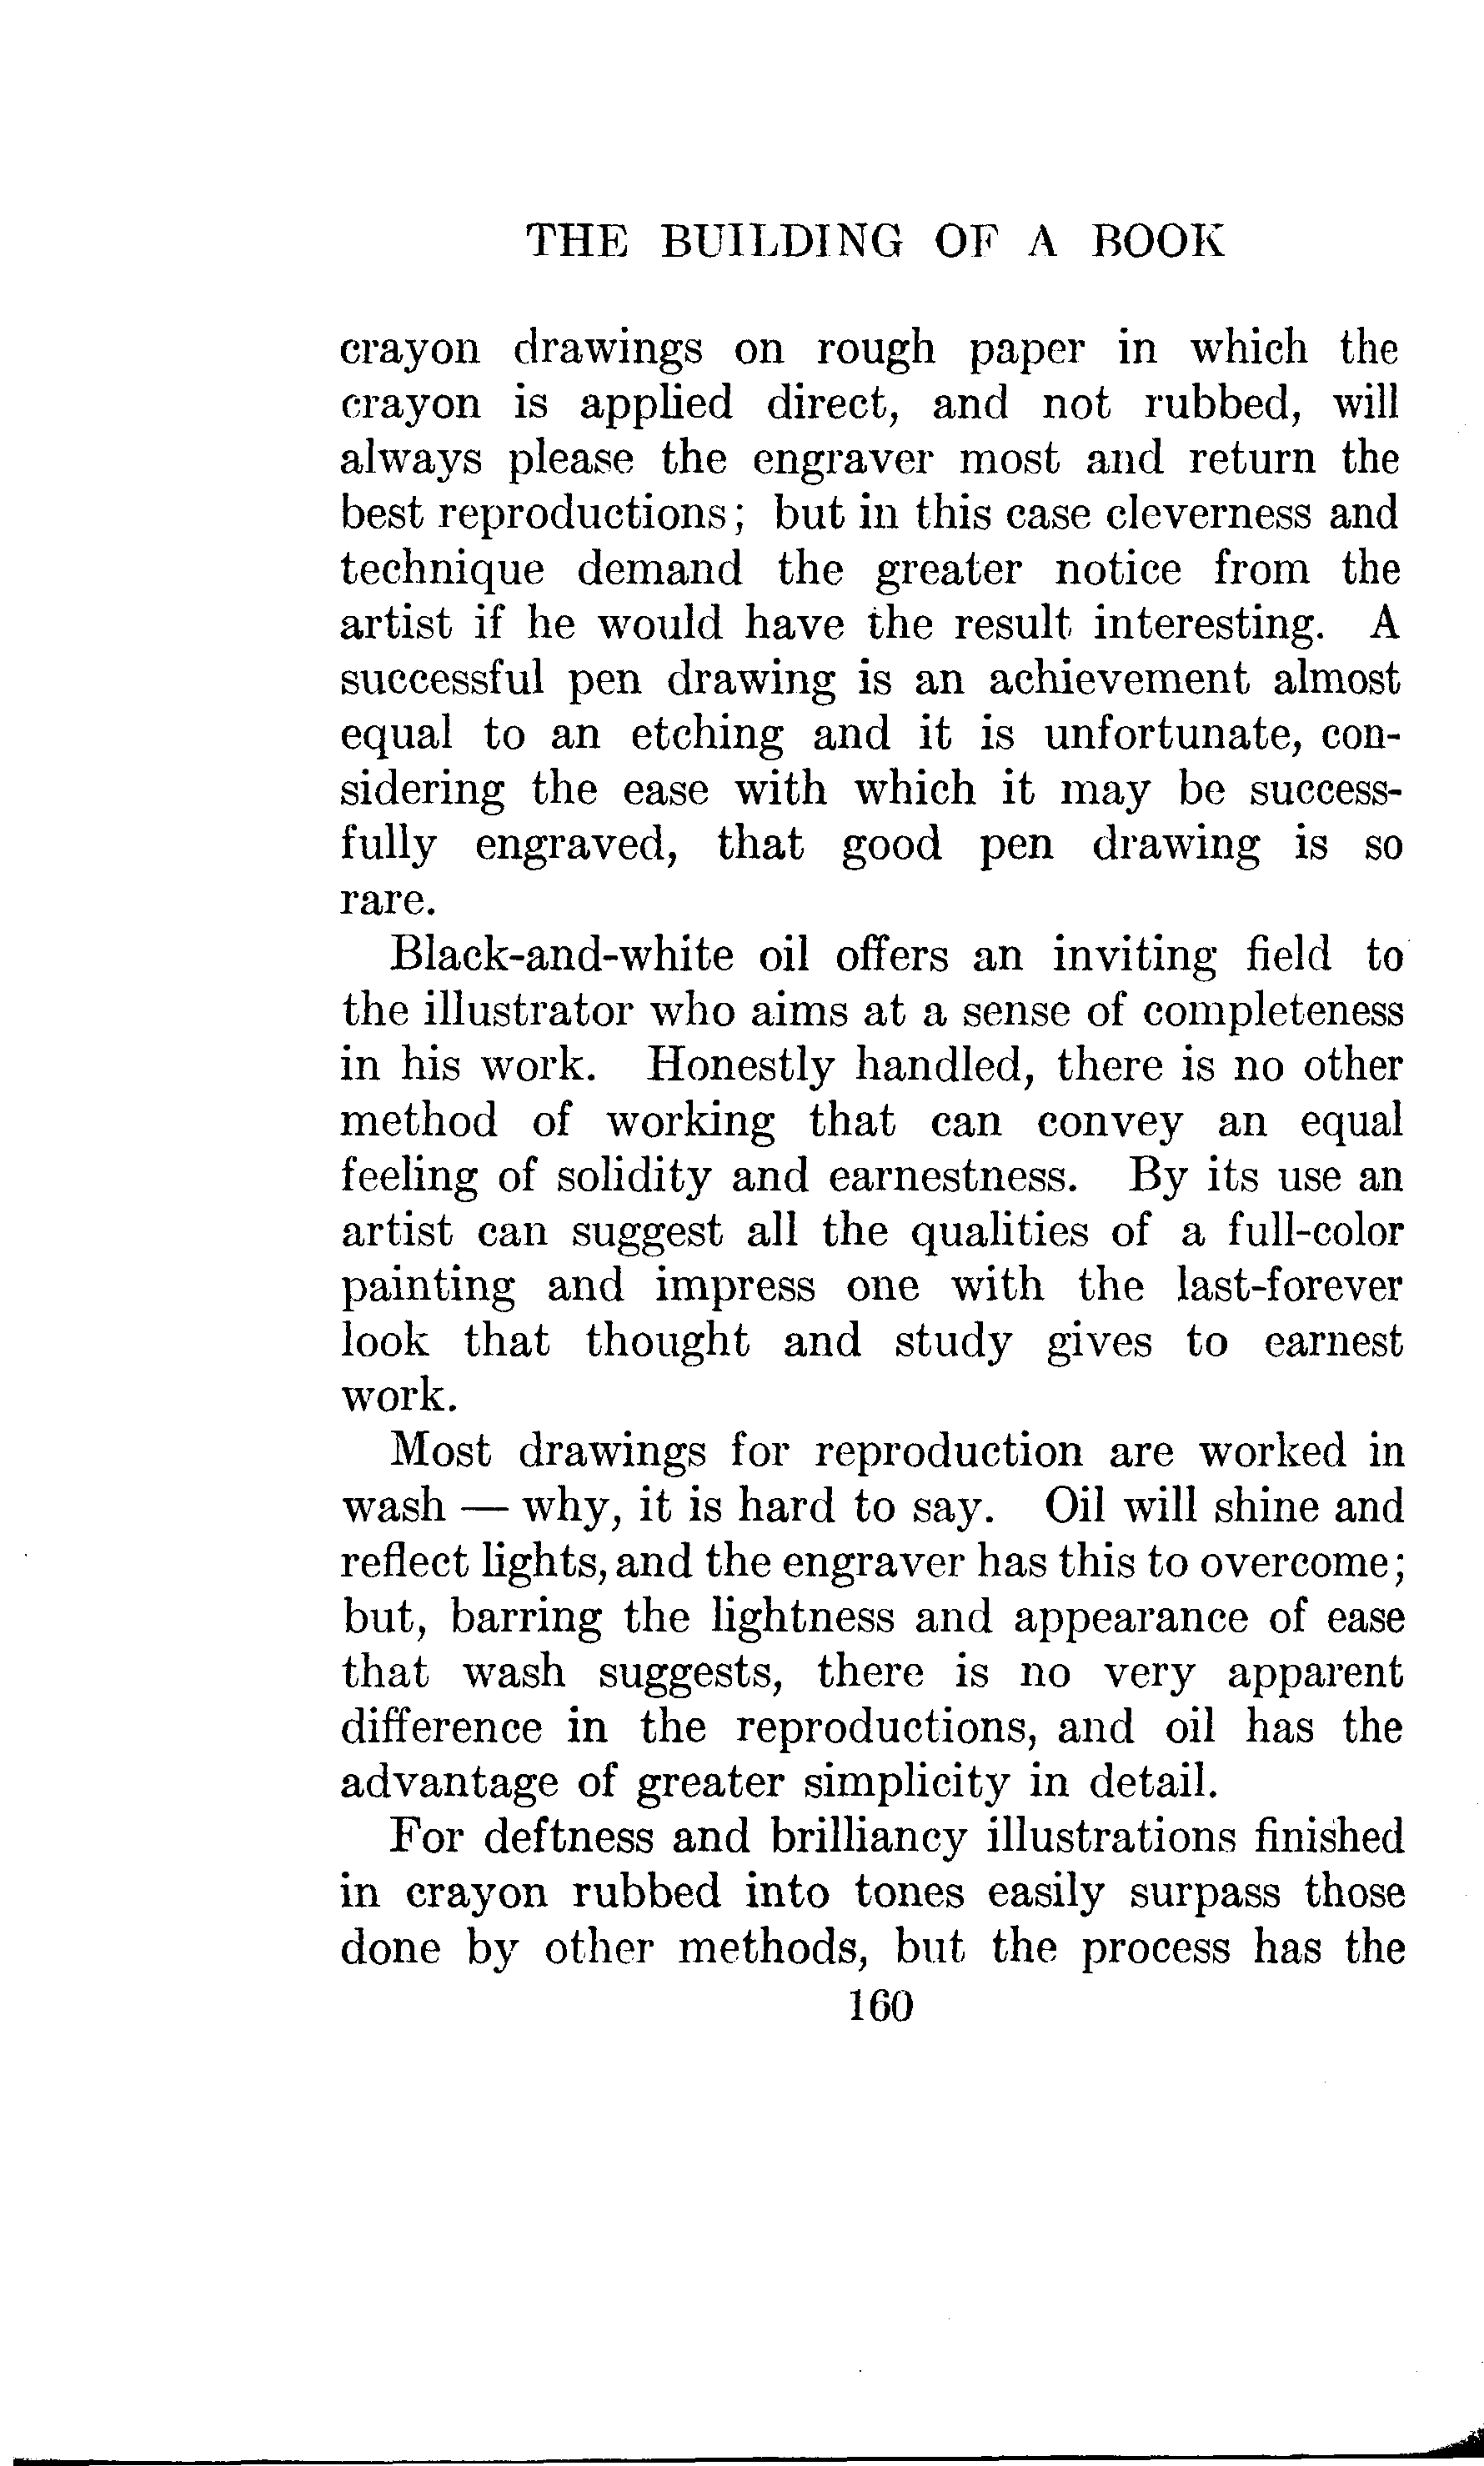 THE BUILDING OF A BOOK
crayon drawings on rough paper in which the
crayon is applied direct, and not rubbed, will
always please the engraver most and return the
best reproductions; but in this case cleverness and
technique demand the greater notice from the
artist if he would have the result interesting. A
successful pen drawing is an achievement almost
equal to an etching and it is unfortunate, con-
sidering the ease with which it may be success-
fully engraved, that good pen drawing is so
rare.
Black-and-white oil offers an inviting field to
the illustrator who aims at a sense of completeness
in his work. Honestly handled, there is no other
method of working that can convey an equal
feeling of solidity and earnestness. By its use an
artist can suggest all the qualities of a full-color
painting and impress one with the last-forever
look that thought and study gives to earnest
work.
Most drawings for reproduction are worked in
wash — why, it is hard to say. Oil will shine and
reflect lights, and the engraver has this to overcome;
but, barring the lightness and appearance of ease
that wash suggests, there is no very apparent
difference in the reproductions, and oil has the
advantage of greater simplicity in detail.
For deftness and brilliancy illustrations finished
in crayon rubbed into tones easily surpass those
done by other methods, but the process has the
160